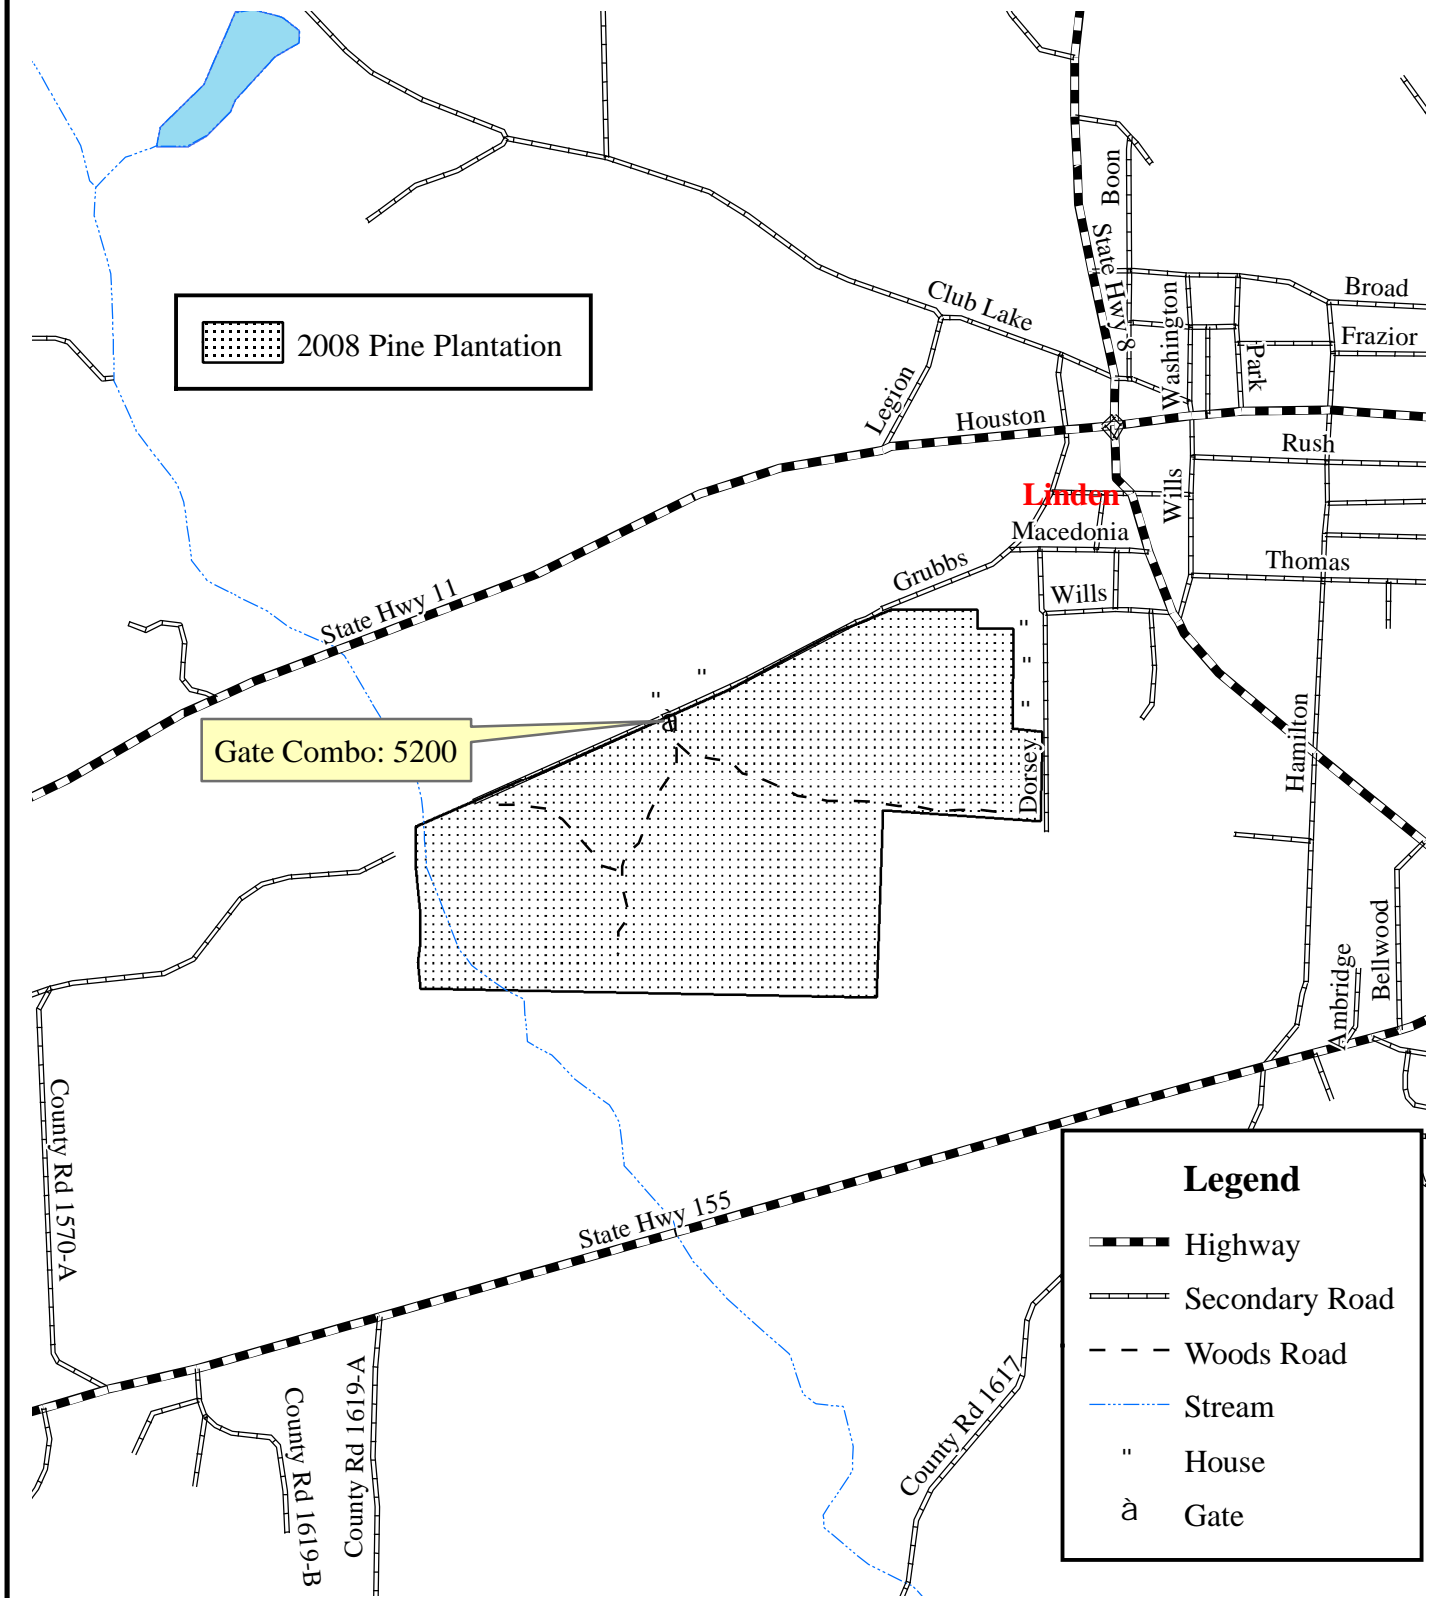 Boon
State Hwy 8
Broad
Washington
Club Lake
Frazior
2008 Pine Plantation
Park
Legion
Houston
Rush
Linden
Wills
Macedonia
Thomas
Grubbs
Wills
State Hwy 11
"
"
"
"
"
à
Gate Combo: 5200
Dorsey
Hamilton
Bellwood
Ambridge
County Rd 1570-A
State Hwy 155
County Rd 1619-B
County Rd 1619-A
County Rd 1617
Legend
Highway
Secondary Road
Woods Road
Stream
" House
à Gate